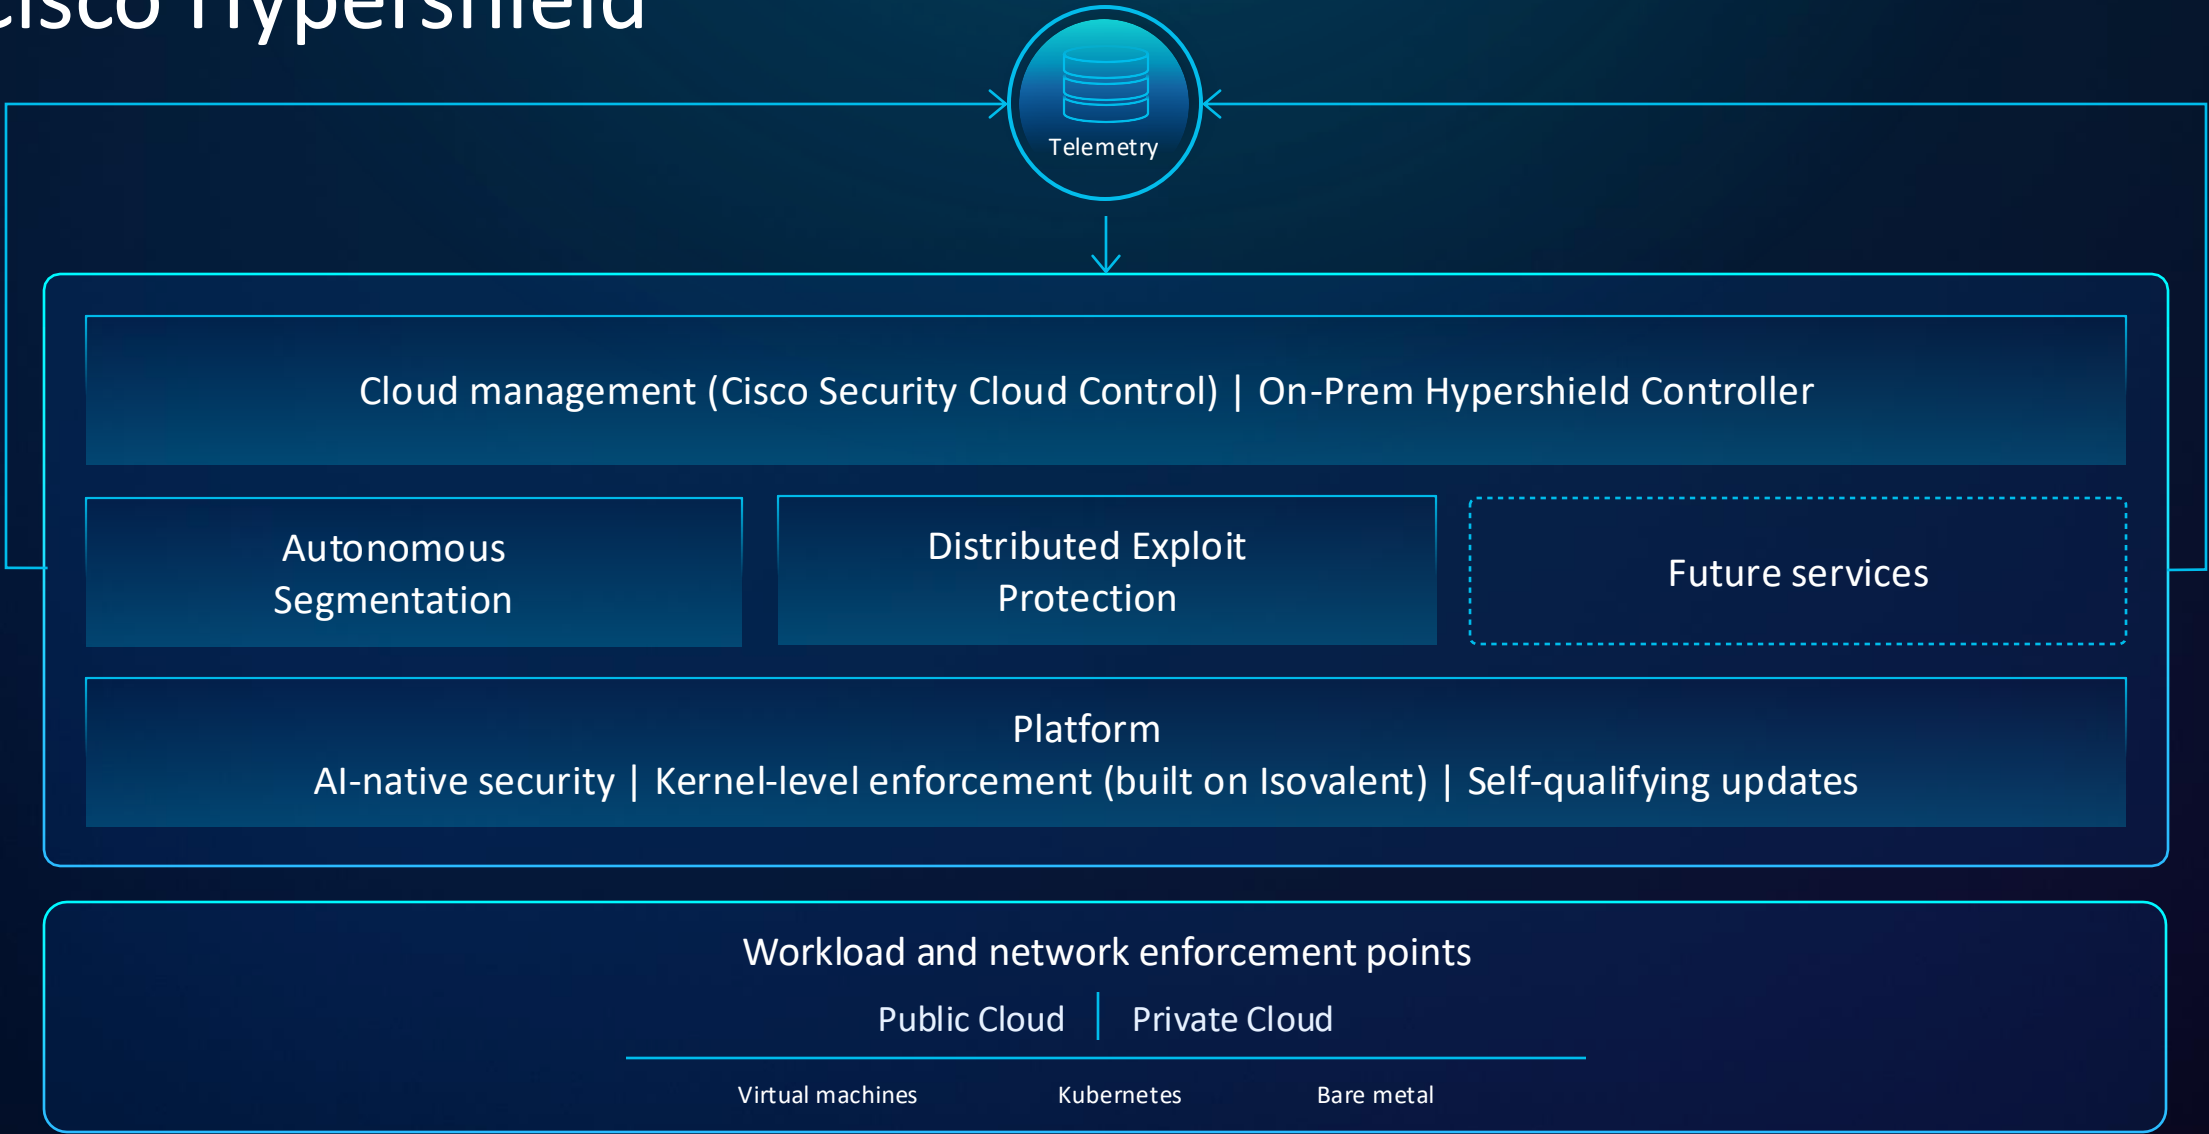 Cisco Hypershield
Telemetry
Cloud management (Cisco Security Cloud Control) | On-Prem Hypershield Controller
Autonomous
Segmentation
Distributed Exploit
Protection
Future services
Platform
AI-native security | Kernel-level enforcement (built on Isovalent) | Self-qualifying updates
Workload and network enforcement points
Public Cloud | Private Cloud
Virtual machines Kubernetes Bare metal